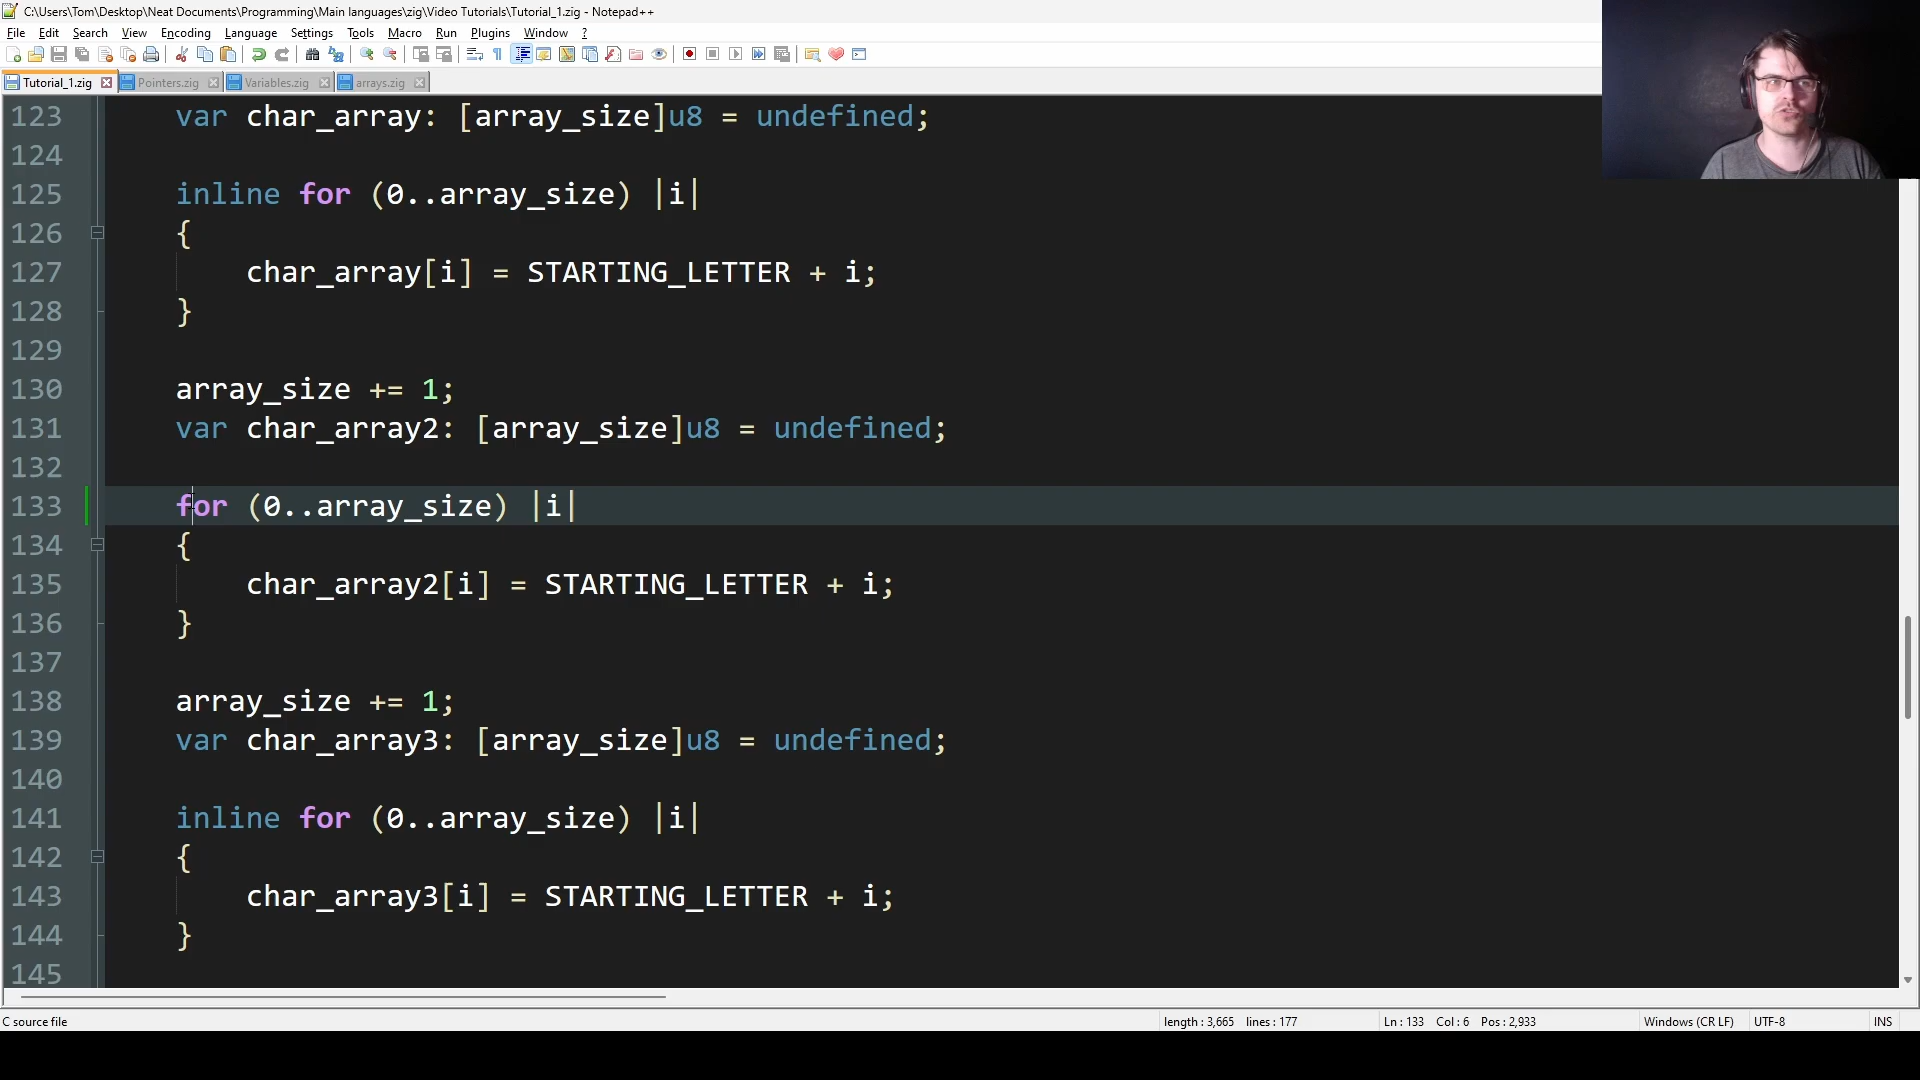 C:\Users\Tom\Desktop\Neat Documents\Programming\Main languages\zig\Video Tutorials\Tutorial_1.zig - Notepad++
File Edit Search View Encoding Language Settings Tools Macro Run Plugins Window ?
Tutorial_1.zig Pointers.zig Variables.zig arrays.zig
123 var char_array: [array_size]u8 = undefined;
124
125 inline for (0..array_size) |i|
126 {
127 char_array[i] = STARTING_LETTER + i;
128 }
129
130 array_size += 1;
131 var char_array2: [array_size]u8 = undefined;
132
133 for (0..array_size) |i|
134 {
135 char_array2[i] = STARTING_LETTER + i;
136 }
137
138 array_size += 1;
139 var char_array3: [array_size]u8 = undefined;
140
141 inline for (0..array_size) |i|
142 {
143 char_array3[i] = STARTING_LETTER + i;
144 }
145
C source file length : 3,665 lines : 177 Ln : 133 Col : 6 Pos : 2,933 Windows (CR LF) UTF-8 INS